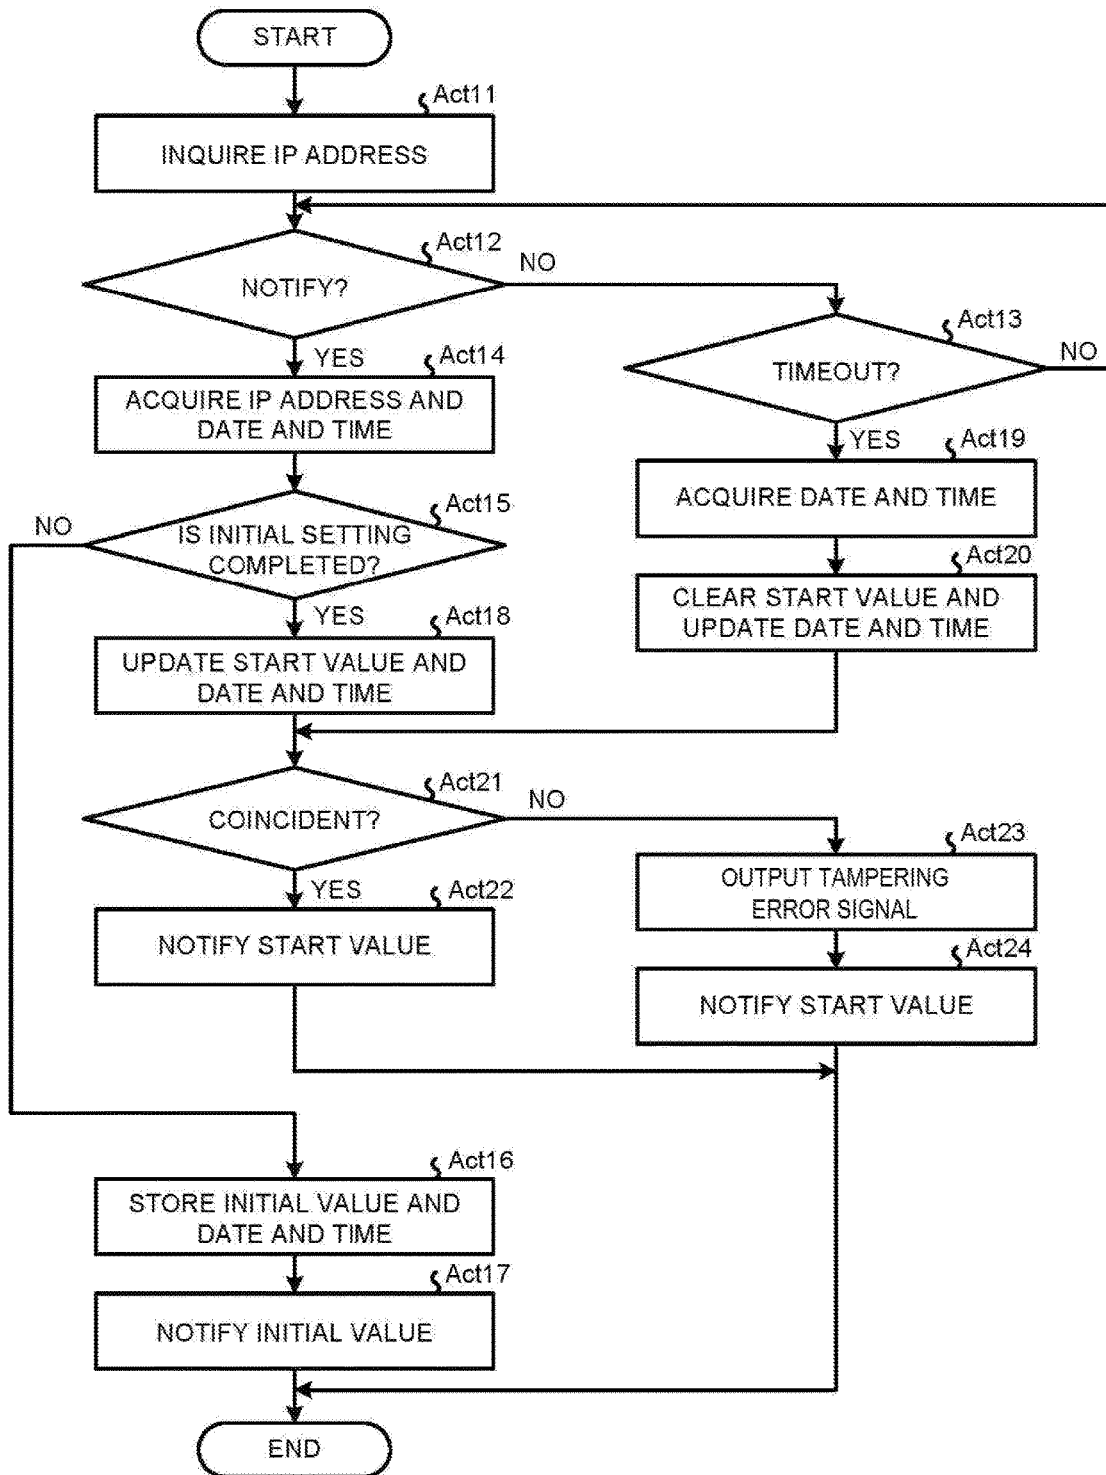 START
Act11
INQUIRE IP ADDRESS
Act12
NOTIFY?
NO
Act13
TIMEOUT?
NO
YES
Act14
ACQUIRE IP ADDRESS AND
DATE AND TIME
YES
Act19
ACQUIRE DATE AND TIME
Act15
NO
IS INITIAL SETTING
COMPLETED?
Act20
CLEAR START VALUE AND
UPDATE DATE AND TIME
YES
Act18
UPDATE START VALUE AND
DATE AND TIME
Act21
COINCIDENT?
NO
Act23
OUTPUT TAMPERING
ERROR SIGNAL
YES
Act22
NOTIFY START VALUE
Act24
NOTIFY START VALUE
Act16
STORE INITIAL VALUE AND
DATE AND TIME
Act17
NOTIFY INITIAL VALUE
END